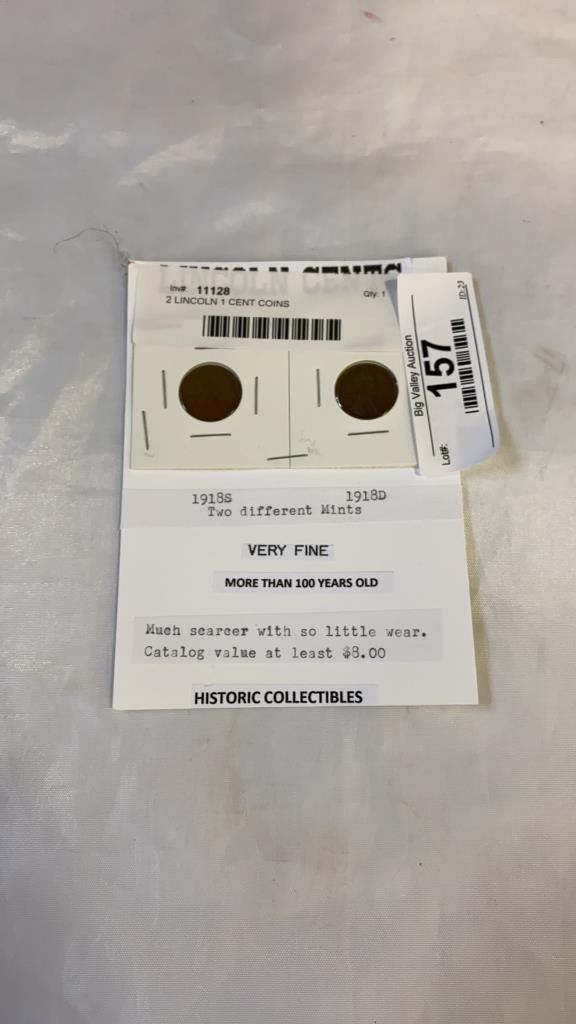 LINCOLN CENTS
Inv#: 11128 Qty: 1
2 LINCOLN 1 CENT COINS
Big Valley Auction
Lot#: 157
ID:23
1918S 1918D
Two different Mints
VERY FINE
MORE THAN 100 YEARS OLD
Much scarcer with so little wear.
Catalog value at least $8.00
HISTORIC COLLECTIBLES